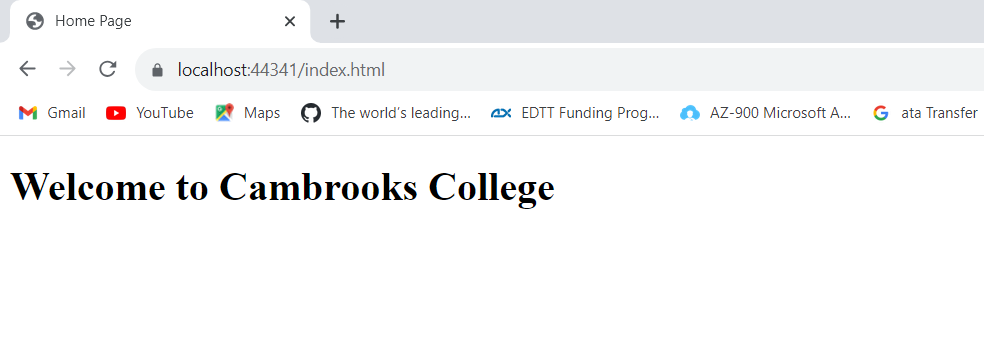 Home Page
localhost:44341/index.html
Gmail YouTube Maps The world's leading... EDTT Funding Prog... AZ-900 Microsoft A... ata Transfer
Welcome to Cambrooks College